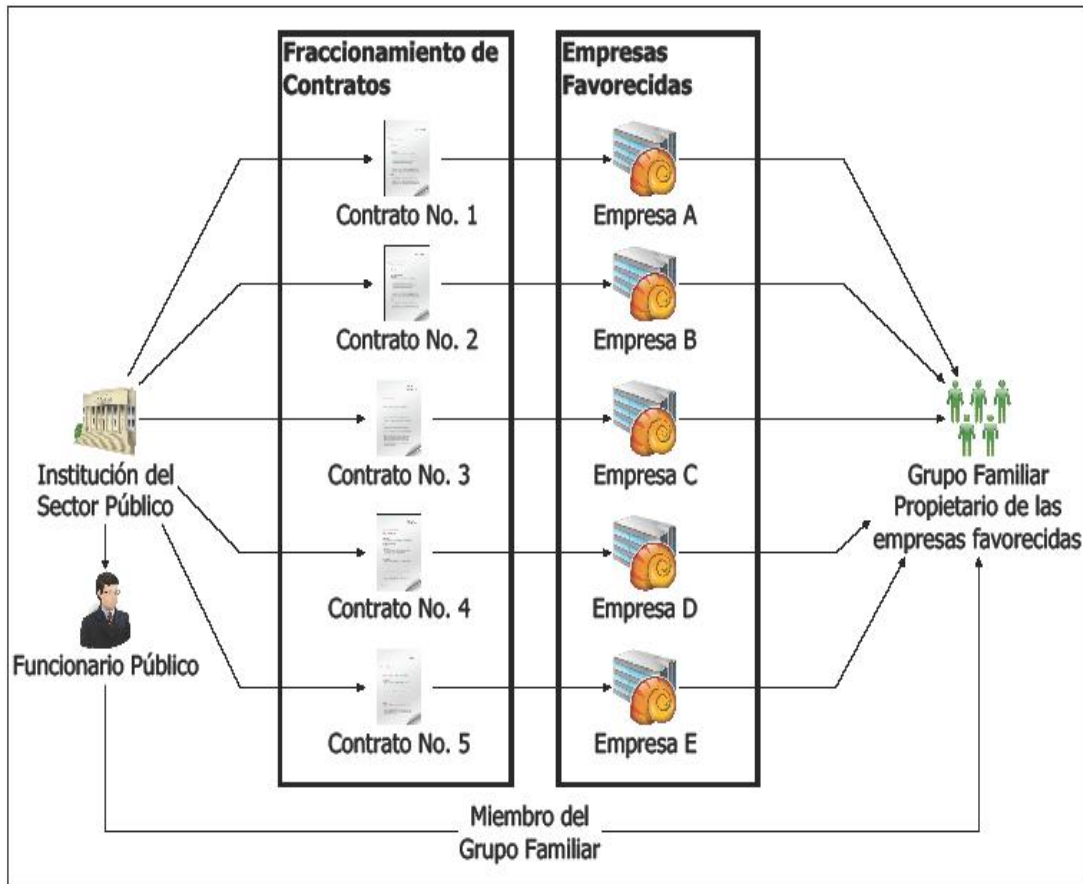 Fraccionamiento de
Contratos
Empresas
Favorecidas
Contrato No. 1
Empresa A
Contrato No. 2
Empresa B
Contrato No. 3
Empresa C
Institución del
Sector Público
Grupo Familiar
Propietario de las
empresas favorecidas
Contrato No. 4
Empresa D
Funcionario Público
Contrato No. 5
Empresa E
Miembro del
Grupo Familiar